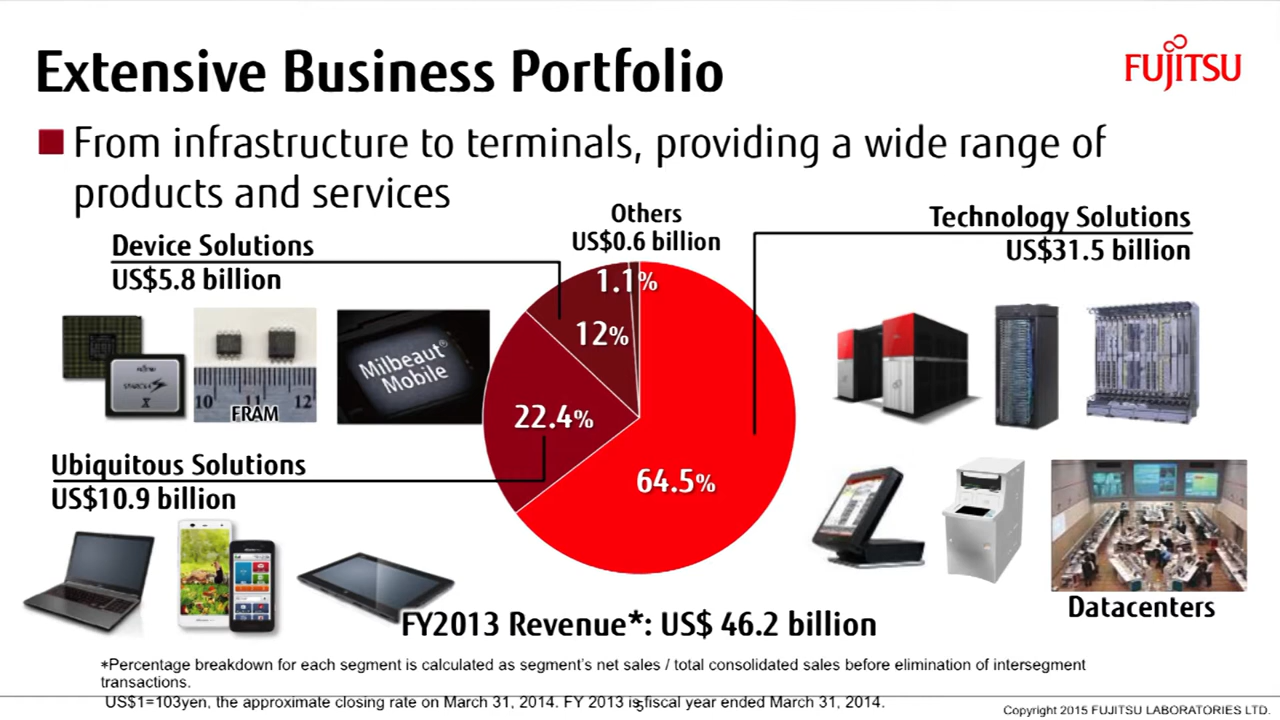 Extensive Business Portfolio
FUJITSU
From infrastructure to terminals, providing a wide range of
products and services
Others
US$0.6 billion
Technology Solutions
US$31.5 billion
Device Solutions
US$5.8 billion
1.1%
12%
FUJITSU
X
10 11 12
FRAM
Milbeaut®
Mobile
22.4%
64.5%
Ubiquitous Solutions
US$10.9 billion
Datacenters
FY2013 Revenue*: US$ 46.2 billion
*Percentage breakdown for each segment is calculated as segment's net sales / total consolidated sales before elimination of intersegment
transactions.
US$1=103yen, the approximate closing rate on March 31, 2014. FY 2013 is fiscal year ended March 31, 2014.
5
Copyright 2015 FUJITSU LABORATORIES LTD.